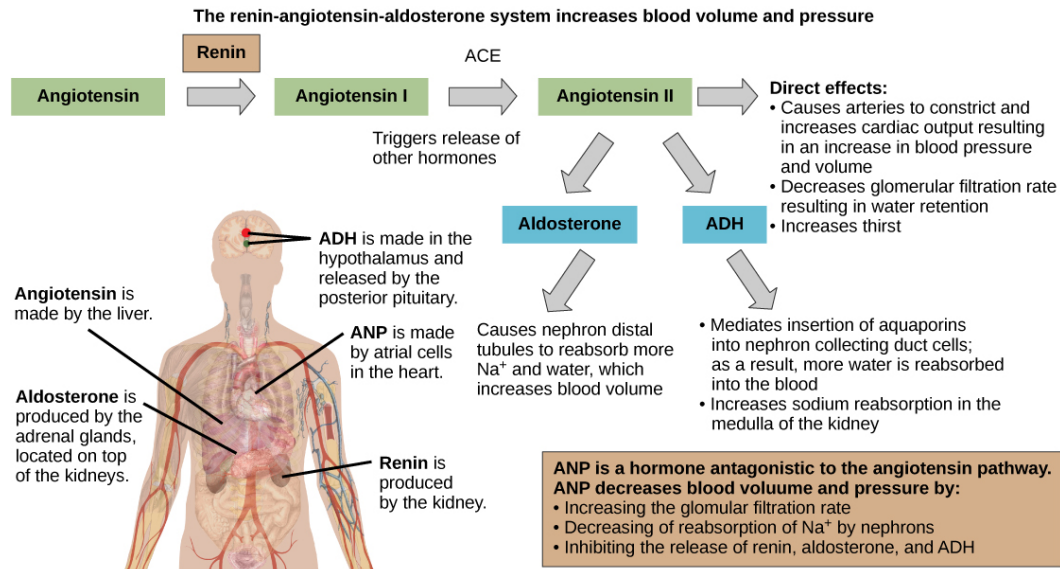 The renin-angiotensin-aldosterone system increases blood volume and pressure
Renin
ACE
Angiotensin
Angiotensin I
Angiotensin II
Triggers release of
other hormones
Direct effects:
• Causes arteries to constrict and
increases cardiac output resulting
in an increase in blood pressure
and volume
• Decreases glomerular filtration rate
resulting in water retention
• Increases thirst
Aldosterone
ADH
Causes nephron distal
tubules to reabsorb more
Na⁺ and water, which
increases blood volume
• Mediates insertion of aquaporins
into nephron collecting duct cells;
as a result, more water is reabsorbed
into the blood
• Increases sodium reabsorption in the
medulla of the kidney
ADH is made in the
hypothalamus and
released by the
posterior pituitary.
Angiotensin is
made by the liver.
ANP is made
by atrial cells
in the heart.
Aldosterone is
produced by the
adrenal glands,
located on top
of the kidneys.
Renin is
produced
by the kidney.
ANP is a hormone antagonistic to the angiotensin pathway.
ANP decreases blood voluume and pressure by:
• Increasing the glomular filtration rate
• Decreasing of reabsorption of Na⁺ by nephrons
• Inhibiting the release of renin, aldosterone, and ADH